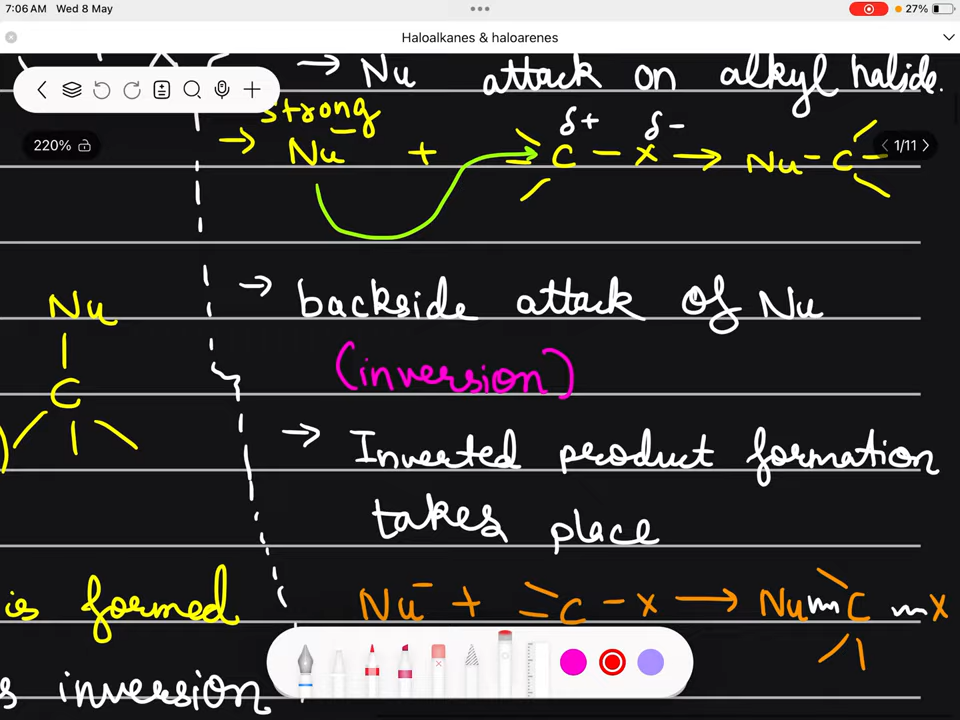 7:06 AM Wed 8 May
27%
Haloalkanes & haloarenes
→ Nu attack on alkyl halide.
220%
1/11
strong
→ Nu⁻ + C – X → Nu – C
δ+ δ–
Nu
C
→ backside attack of Nu
(inversion)
→ Inverted product formation
takes place
is formed
Nu⁻ + C – X → Nu C X
s inversion